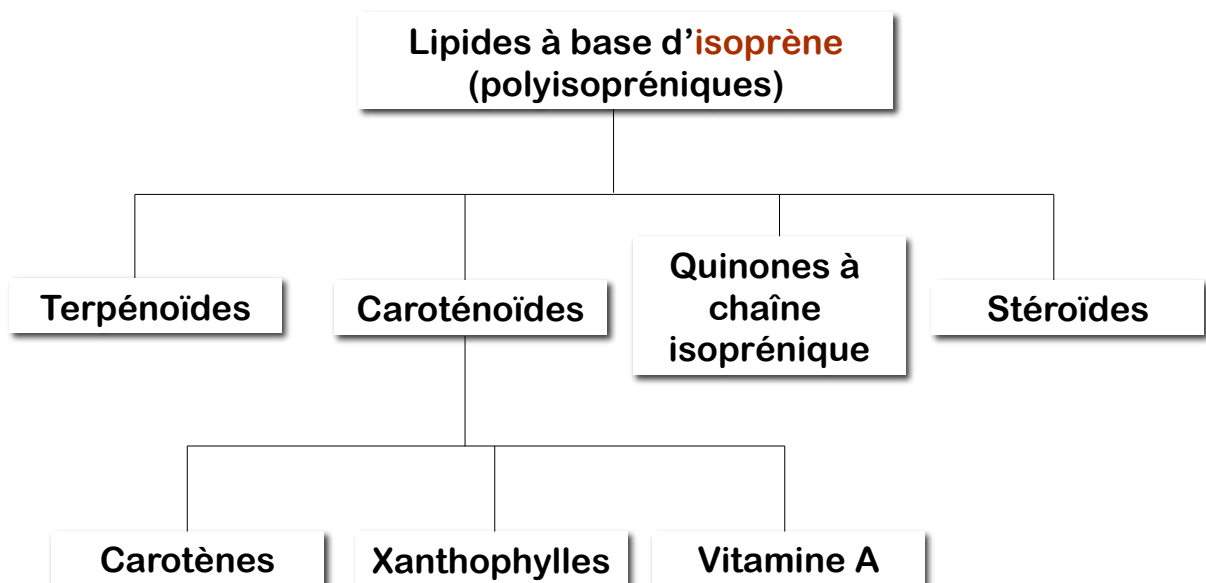 Lipides à base d’isoprène
(polyisopréniques)
Terpénoïdes
Caroténoïdes
Quinones à
chaîne
isoprénique
Stéroïdes
Carotènes
Xanthophylles
Vitamine A